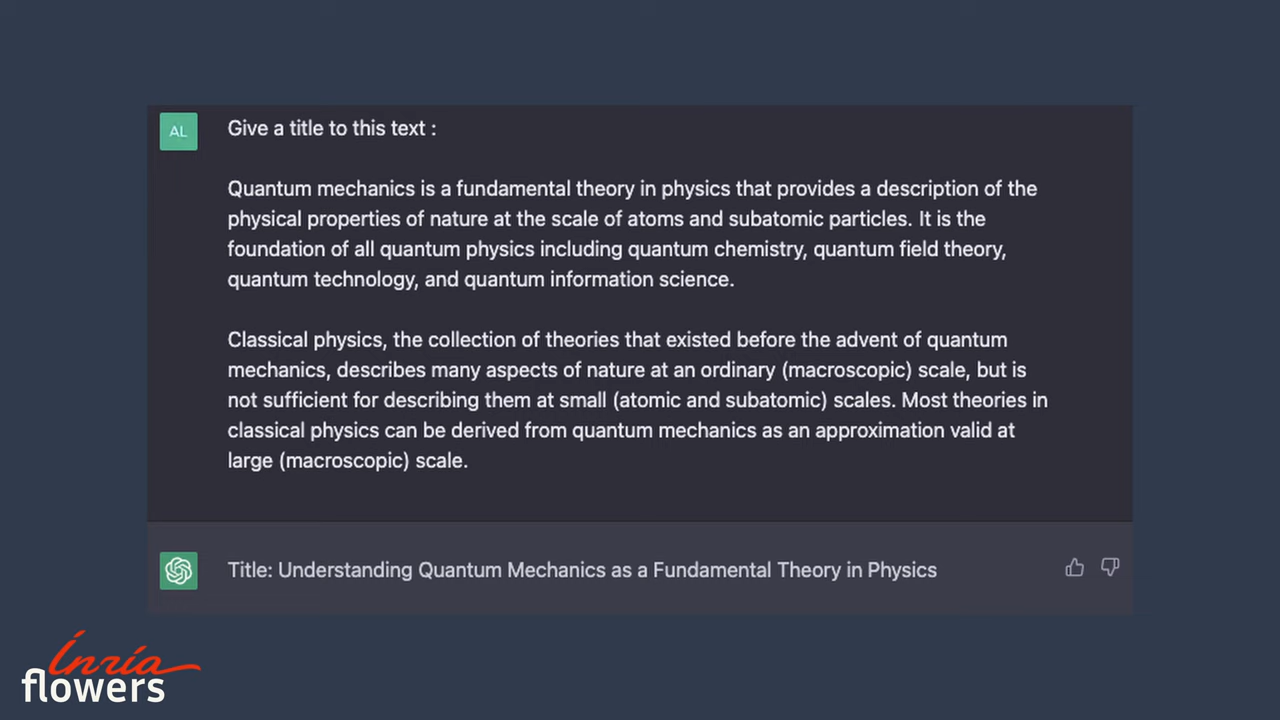 AL
Give a title to this text :
Quantum mechanics is a fundamental theory in physics that provides a description of the
physical properties of nature at the scale of atoms and subatomic particles. It is the
foundation of all quantum physics including quantum chemistry, quantum field theory,
quantum technology, and quantum information science.
Classical physics, the collection of theories that existed before the advent of quantum
mechanics, describes many aspects of nature at an ordinary (macroscopic) scale, but is
not sufficient for describing them at small (atomic and subatomic) scales. Most theories in
classical physics can be derived from quantum mechanics as an approximation valid at
large (macroscopic) scale.
Title: Understanding Quantum Mechanics as a Fundamental Theory in Physics
Inria
flowers